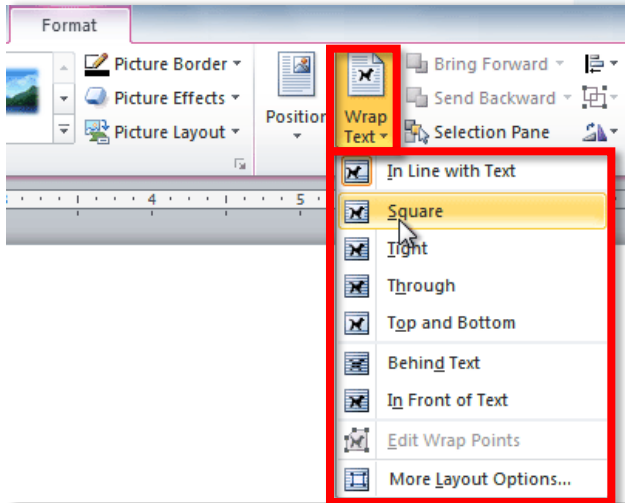 Format
Picture Border
Picture Effects
Picture Layout
Position
Wrap
Text
Bring Forward
Send Backward
Selection Pane
4
5
In Line with Text
Square
Tight
Through
Top and Bottom
Behind Text
In Front of Text
Edit Wrap Points
More Layout Options...